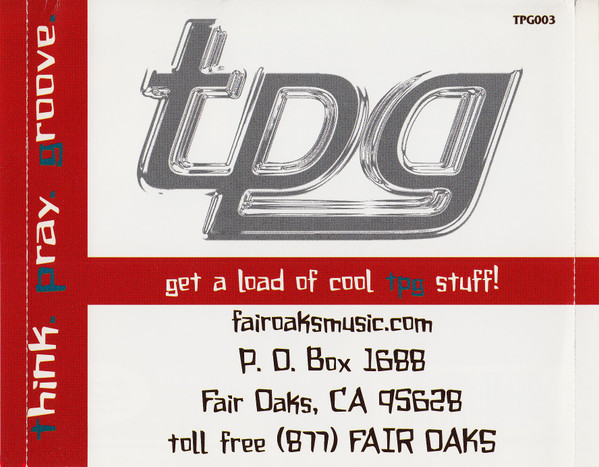 TPG003
tpg
think. pray. groove.
get a load of cool tpg stuff!
fairoaksmusic.com
P. O. Box 1688
Fair Oaks, CA 95628
toll free (877) FAIR OAKS